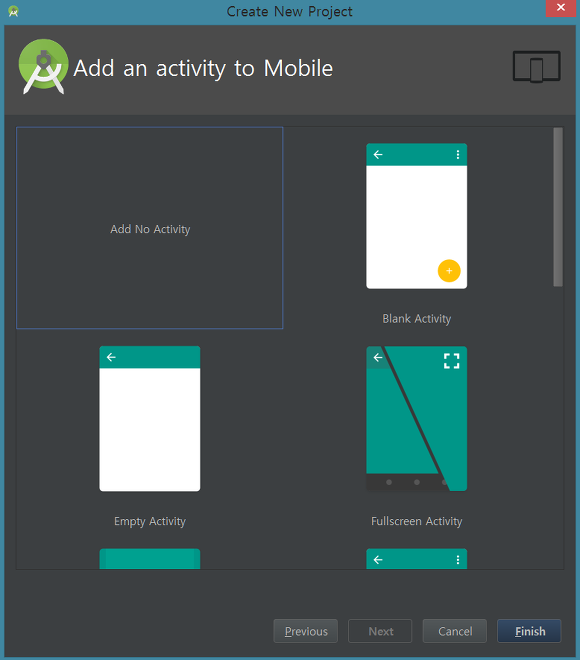 Create New Project
Add an activity to Mobile
Add No Activity
Blank Activity
Empty Activity
Fullscreen Activity
Previous
Next
Cancel
Finish